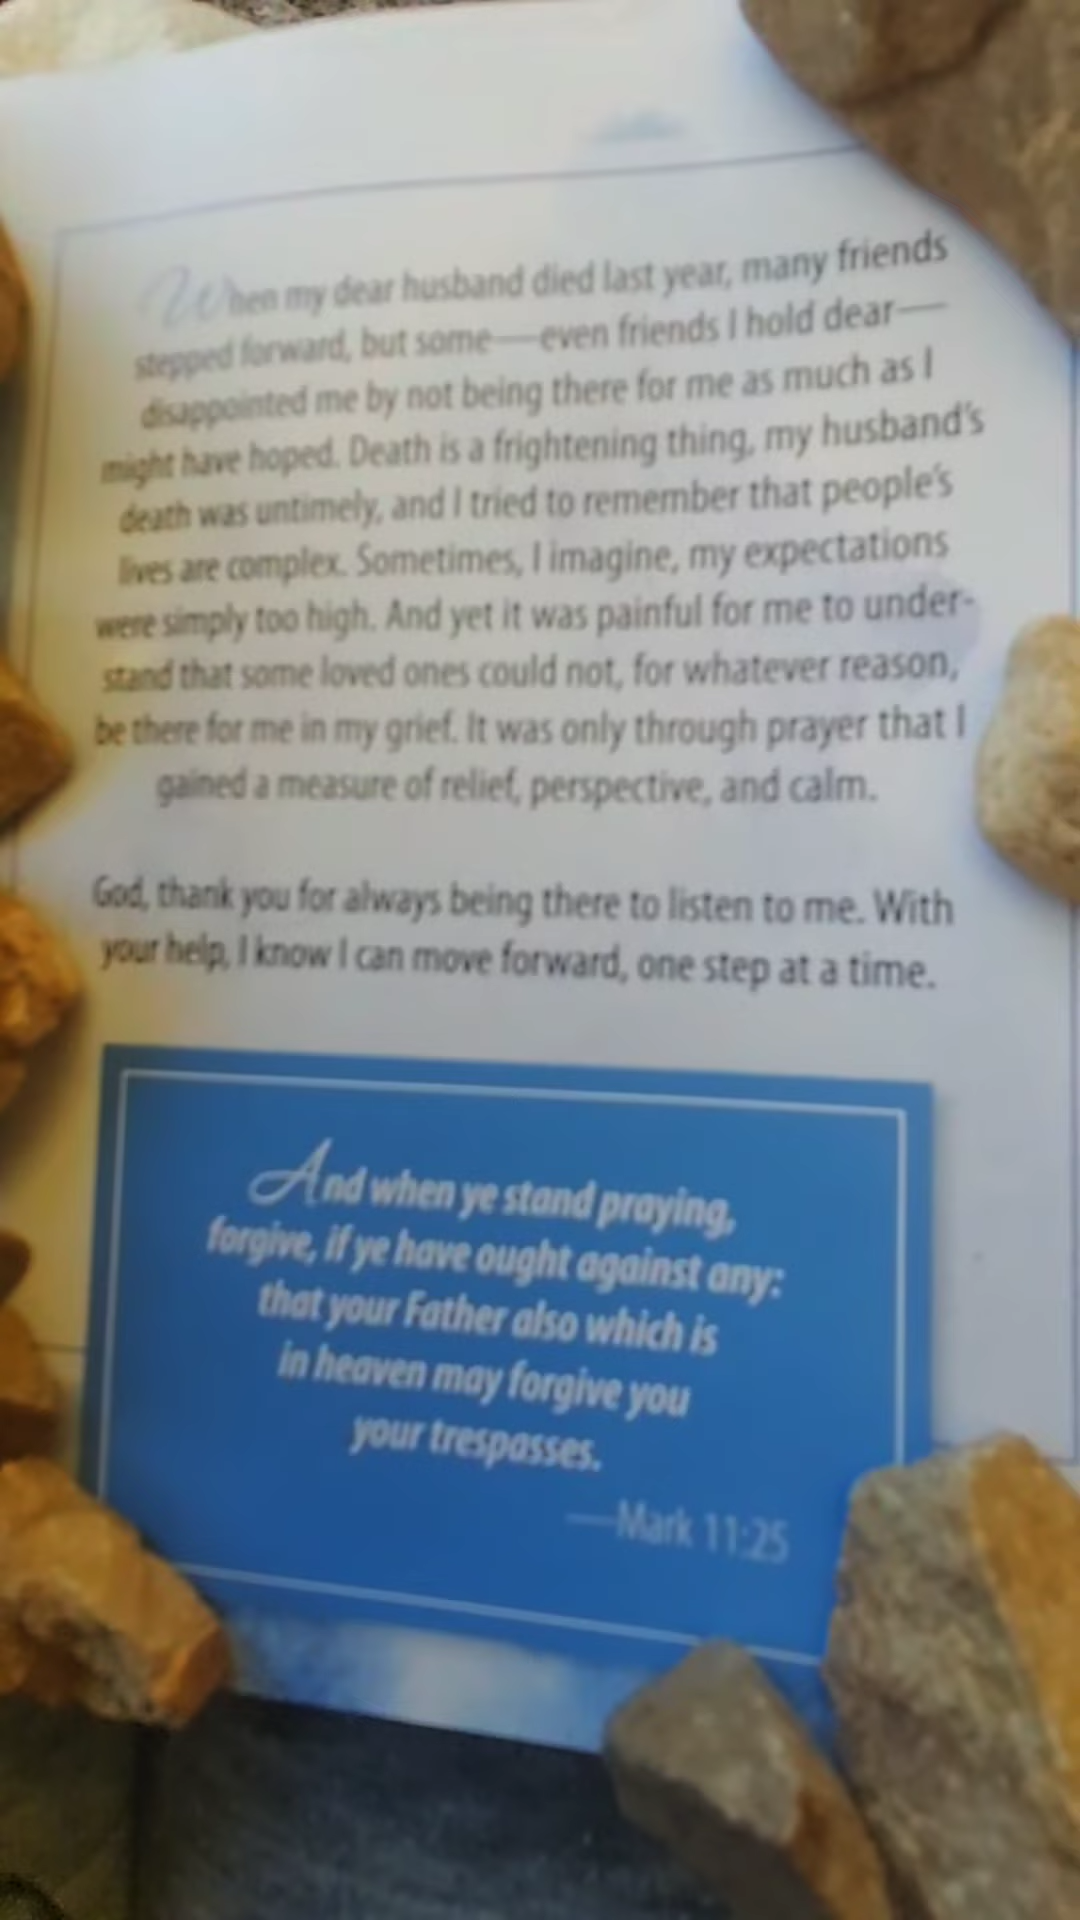 When my dear husband died last year, many friends
stepped forward, but some—even friends I hold dear—
disappointed me by not being there for me as much as I
might have hoped. Death is a frightening thing, my husband's
death was untimely, and I tried to remember that people's
lives are complex. Sometimes, I imagine, my expectations
were simply too high. And yet it was painful for me to under-
stand that some loved ones could not, for whatever reason,
be there for me in my grief. It was only through prayer that I
gained a measure of relief, perspective, and calm.
God, thank you for always being there to listen to me. With
your help, I know I can move forward, one step at a time.
And when ye stand praying,
forgive, if ye have ought against any:
that your Father also which is
in heaven may forgive you
your trespasses.
—Mark 11:25